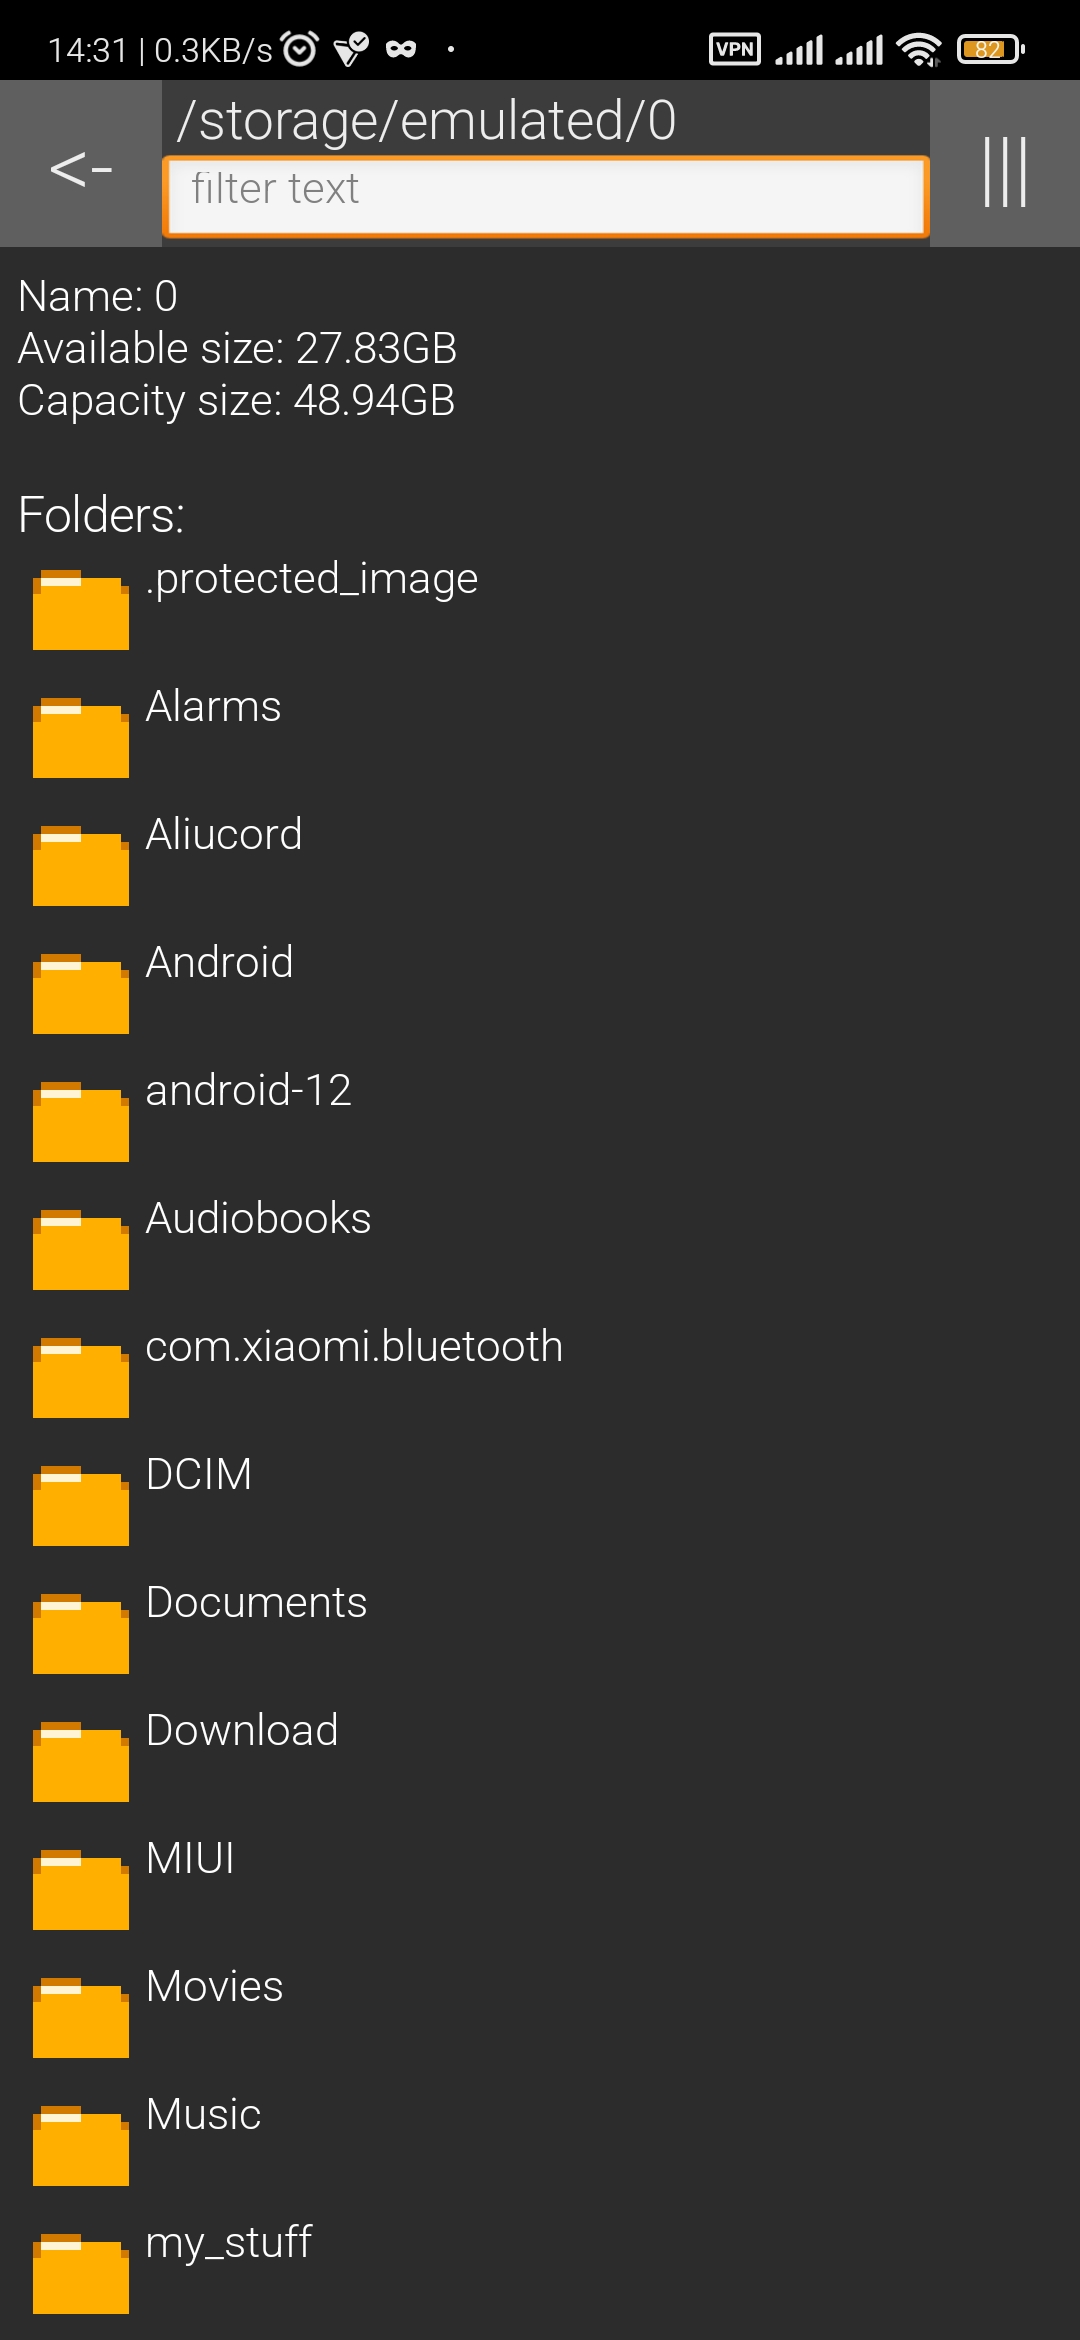 14:31 | 0.3KB/s VPN 82
<- /storage/emulated/0 |||
filter text
Name: 0
Available size: 27.83GB
Capacity size: 48.94GB
Folders:
.protected_image
Alarms
Aliucord
Android
android-12
Audiobooks
com.xiaomi.bluetooth
DCIM
Documents
Download
MIUI
Movies
Music
my_stuff